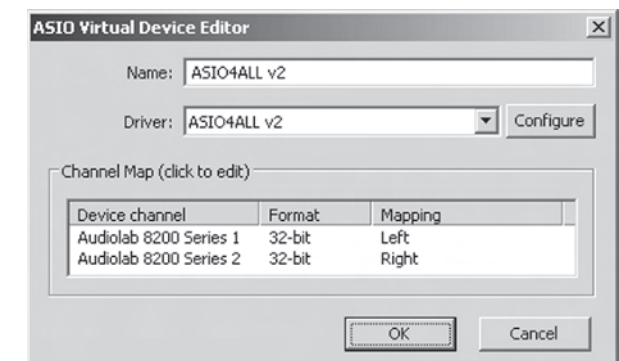 ASIO Virtual Device Editor
Name: ASIO4ALL v2
Driver: ASIO4ALL v2 Configure
Channel Map (click to edit)
Device channel Format Mapping
Audiolab 8200 Series 1 32-bit Left
Audiolab 8200 Series 2 32-bit Right
OK Cancel